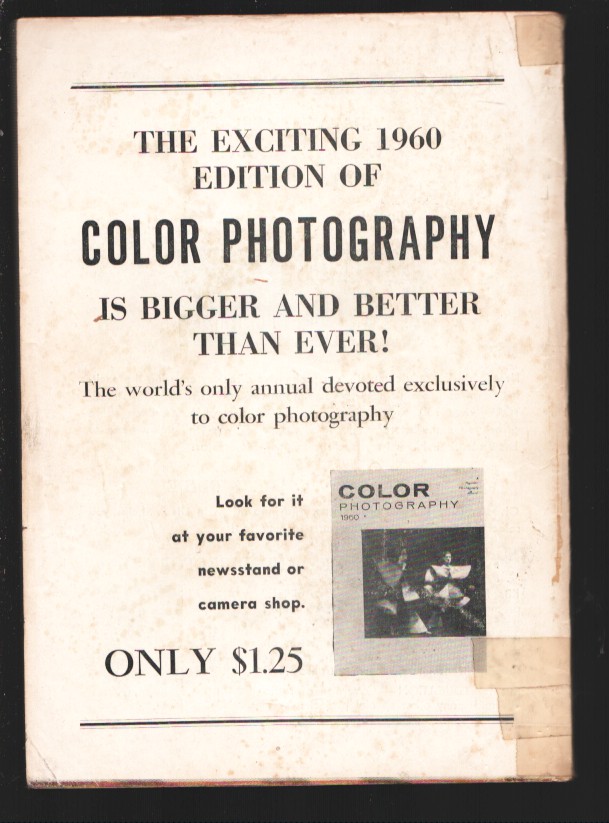 THE EXCITING 1960
EDITION OF
COLOR PHOTOGRAPHY
IS BIGGER AND BETTER
THAN EVER!
The world's only annual devoted exclusively
to color photography
Look for it
at your favorite
newsstand or
camera shop.
ONLY $1.25
COLOR
PHOTOGRAPHY
1960